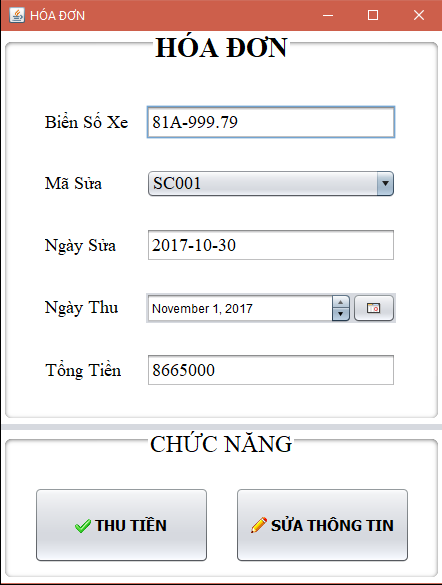 HÓA ĐƠN
HÓA ĐƠN
Biển Số Xe 81A-999.79
Mã Sửa SC001
Ngày Sửa 2017-10-30
Ngày Thu November 1, 2017
Tổng Tiền 8665000
CHỨC NĂNG
THU TIỀN SỬA THÔNG TIN